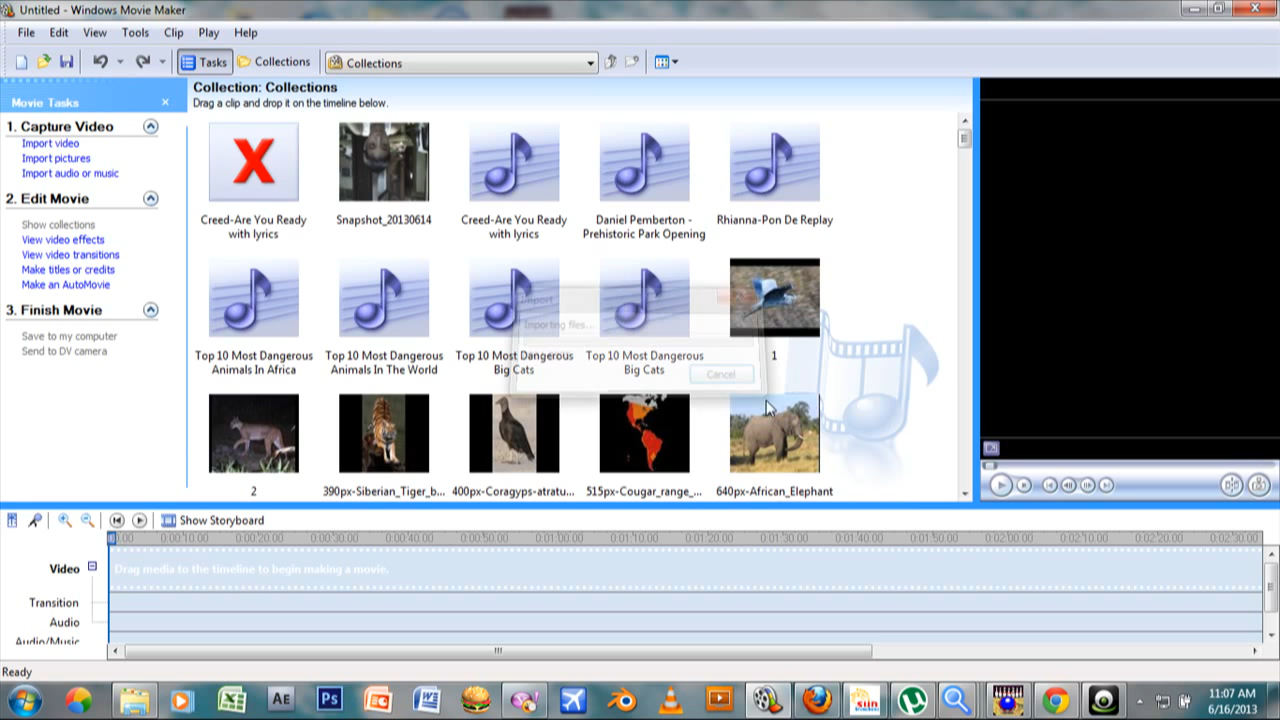 Untitled - Windows Movie Maker
File Edit View Tools Clip Play Help
Tasks Collections Collections
Movie Tasks
Collection: Collections
Drag a clip and drop it on the timeline below.
1. Capture Video
Import video
Import pictures
Import audio or music
2. Edit Movie
Show collections
View video effects
View video transitions
Make titles or credits
Make an AutoMovie
3. Finish Movie
Save to my computer
Send to DV camera
X
Creed-Are You Ready
with lyrics
Snapshot_20130614
Creed-Are You Ready
with lyrics
Daniel Pemberton -
Prehistoric Park Opening
Rhianna-Pon De Replay
Top 10 Most Dangerous
Animals In Africa
Top 10 Most Dangerous
Animals In The World
Top 10 Most Dangerous
Big Cats
Top 10 Most Dangerous
Big Cats
1
Import
Importing files...
Cancel
2
390px-Siberian_Tiger_b...
400px-Coragyps-atratu...
515px-Cougar_range_...
640px-African_Elephant
Show Storyboard
0:00:10.00 0:00:20.00 0:00:30.00 0:00:40.00 0:00:50.00 0:01:00.00 0:01:10.00 0:01:20.00 0:01:30.00 0:01:40.00 0:01:50.00 0:02:00.00 0:02:10.00 0:02:20.00 0:02:30.00
Video
Drag media to the timeline to begin making a movie.
Transition
Audio
Audio/Music
Ready
AE
Ps
sun
11:07 AM
6/16/2013